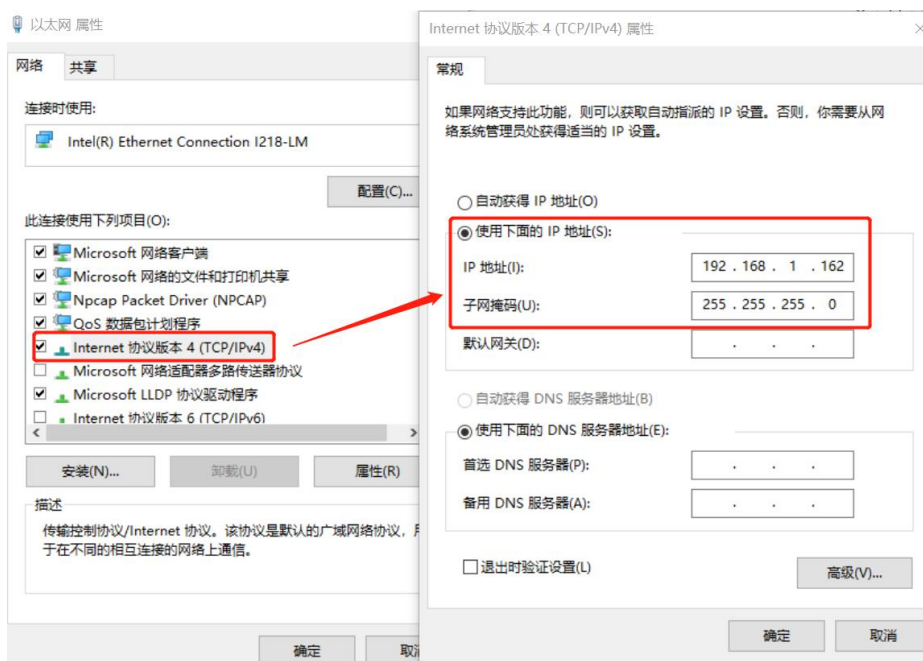 以太网 属性
网络
共享
连接时使用:
Intel(R) Ethernet Connection I218-LM
配置(C)...
此连接使用下列项目(O):
Microsoft 网络客户端
Microsoft 网络的文件和打印机共享
Npcap Packet Driver (NPCAP)
QoS 数据包计划程序
Internet 协议版本 4 (TCP/IPv4)
Microsoft 网络适配器多路传送器协议
Microsoft LLDP 协议驱动程序
Internet 协议版本 6 (TCP/IPv6)
安装(N)...
卸载(U)
属性(R)
描述
传输控制协议/Internet 协议。该协议是默认的广域网络协议，
于在不同的相互连接的网络上通信。
确定
Internet 协议版本 4 (TCP/IPv4) 属性
常规
如果网络支持此功能，则可以获取自动指派的 IP 设置。否则，你需要从网
络系统管理员处获得适当的 IP 设置。
自动获得 IP 地址(O)
使用下面的 IP 地址(S):
IP 地址(I):
192 . 168 . 1 . 162
子网掩码(U):
255 . 255 . 255 . 0
默认网关(D):
. . .
自动获得 DNS 服务器地址(B)
使用下面的 DNS 服务器地址(E):
首选 DNS 服务器(P):
. . .
备用 DNS 服务器(A):
. . .
退出时验证设置(L)
高级(V)...
确定
取消